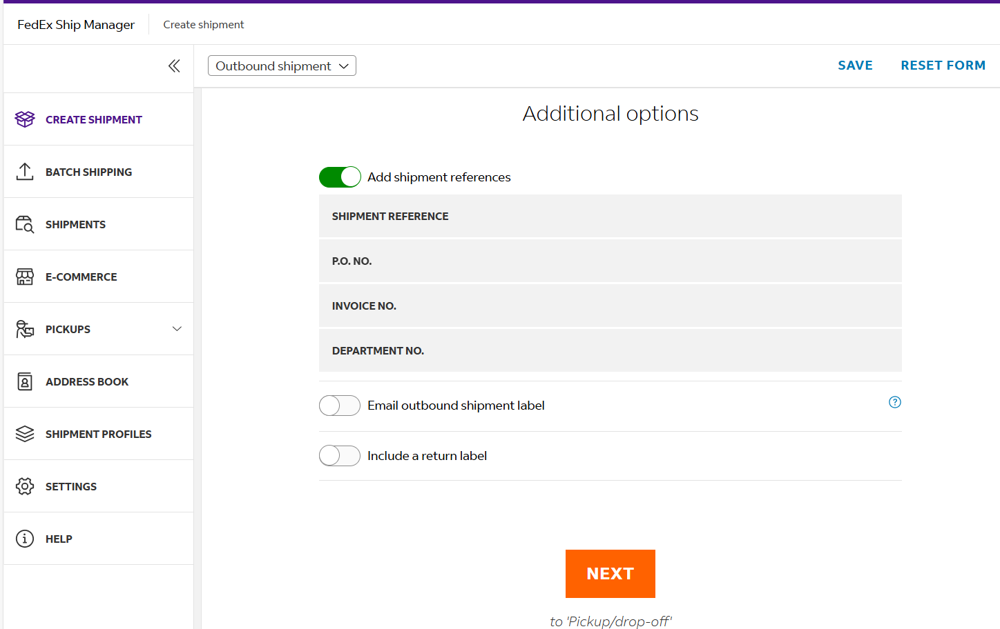 FedEx Ship Manager
Create shipment
Outbound shipment
SAVE
RESET FORM
CREATE SHIPMENT
BATCH SHIPPING
SHIPMENTS
E-COMMERCE
PICKUPS
ADDRESS BOOK
SHIPMENT PROFILES
SETTINGS
HELP
Additional options
Add shipment references
SHIPMENT REFERENCE
P.O. NO.
INVOICE NO.
DEPARTMENT NO.
Email outbound shipment label
?
Include a return label
NEXT
to 'Pickup/drop-off'